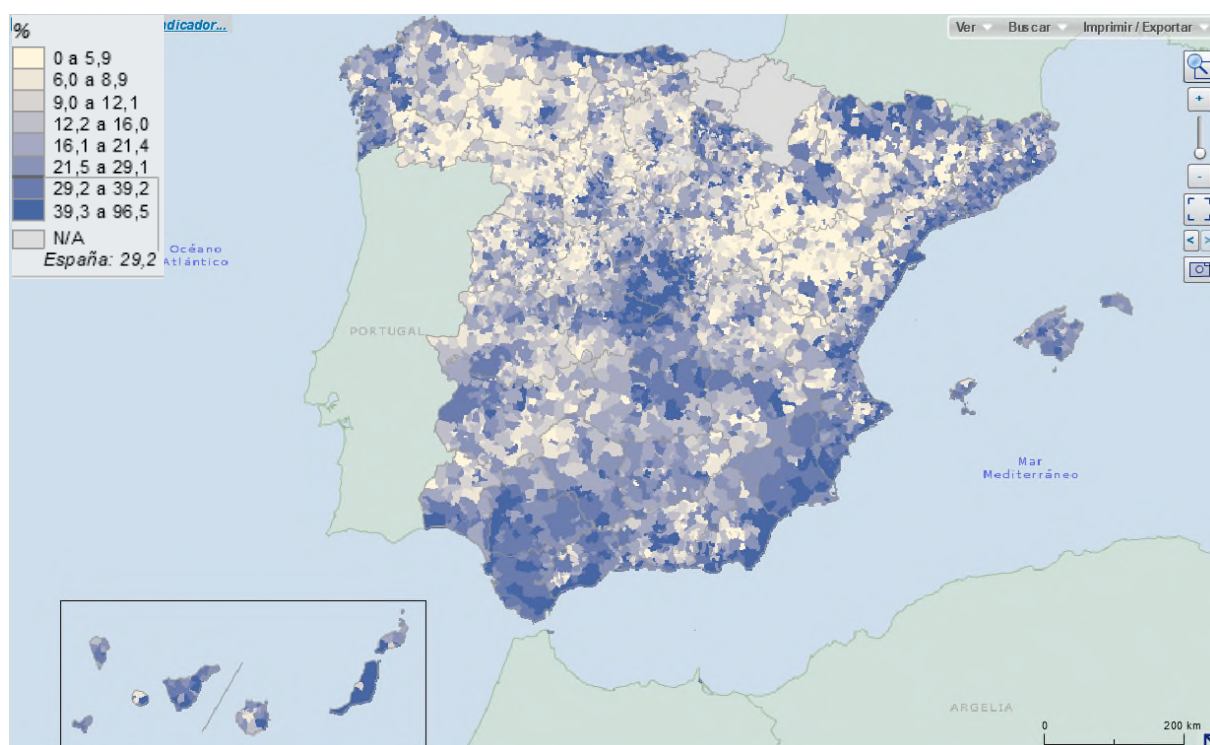 %
indicador...
0 a 5,9
6,0 a 8,9
9,0 a 12,1
12,2 a 16,0
16,1 a 21,4
21,5 a 29,1
29,2 a 39,2
39,3 a 96,5
N/A
España: 29,2
Ver Buscar Imprimir / Exportar
+
-
< >
Océano
Atlántico
PORTUGAL
Mar
Mediterráneo
ARGELIA
0 200 km